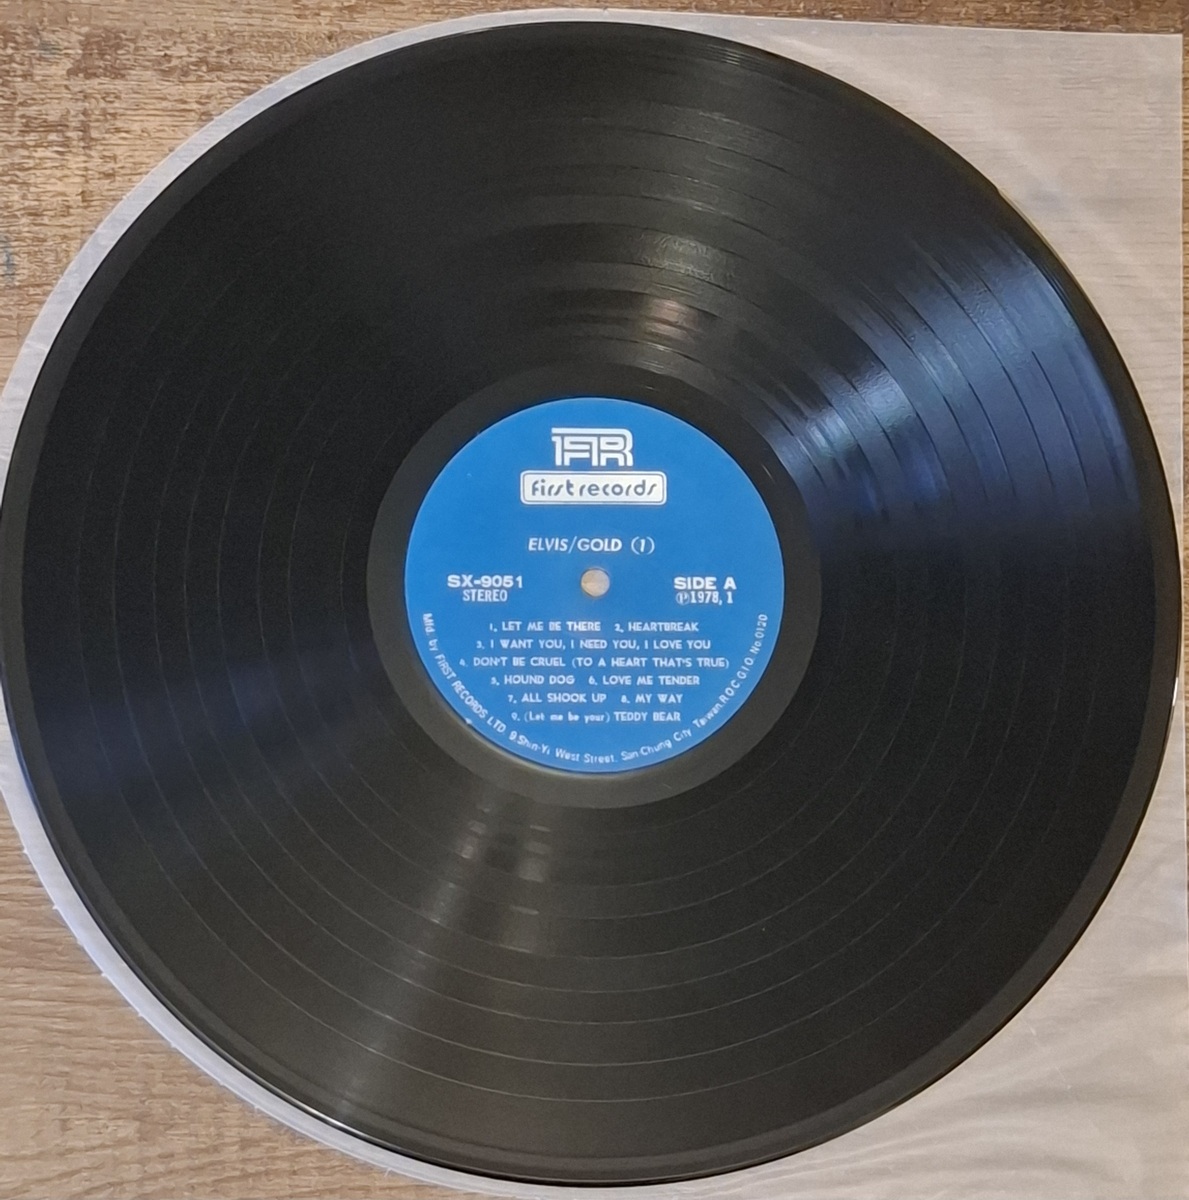 FR
first records
ELVIS/GOLD (1)
SX-9051
STEREO
SIDE A
Ⓟ1978, 1
1. LET ME BE THERE 2. HEARTBREAK
3. I WANT YOU, I NEED YOU, I LOVE YOU
4. DON'T BE CRUEL (TO A HEART THAT'S TRUE)
5. HOUND DOG 6. LOVE ME TENDER
7. ALL SHOOK UP 8. MY WAY
9. (Let me be your) TEDDY BEAR
Mfd. by FIRST RECORDS LTD. 9 Shin-Yi West Street. San-Chung City Taiwan. ROC 010. No.0120